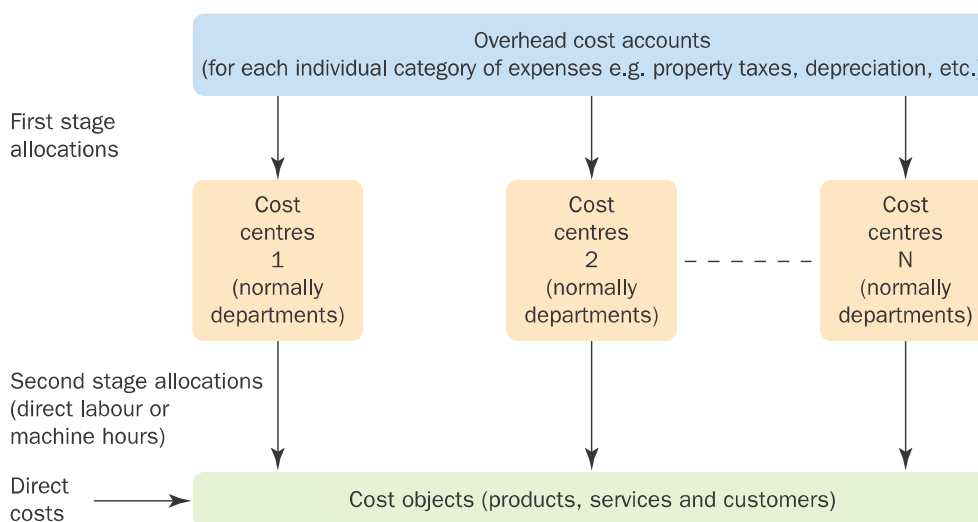 Overhead cost accounts
(for each individual category of expenses e.g. property taxes, depreciation, etc.)
First stage
allocations
Cost
centres
1
(normally
departments)
Cost
centres
2
(normally
departments)
Cost
centres
N
(normally
departments)
Second stage allocations
(direct labour or
machine hours)
Direct
costs
Cost objects (products, services and customers)